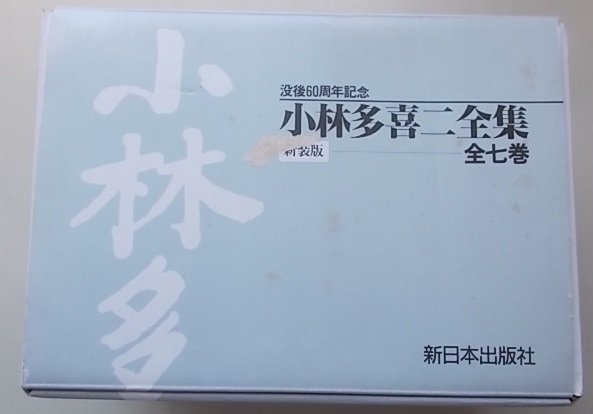 小林多
没後60周年記念
小林多喜二全集
新装版
全七巻
新日本出版社